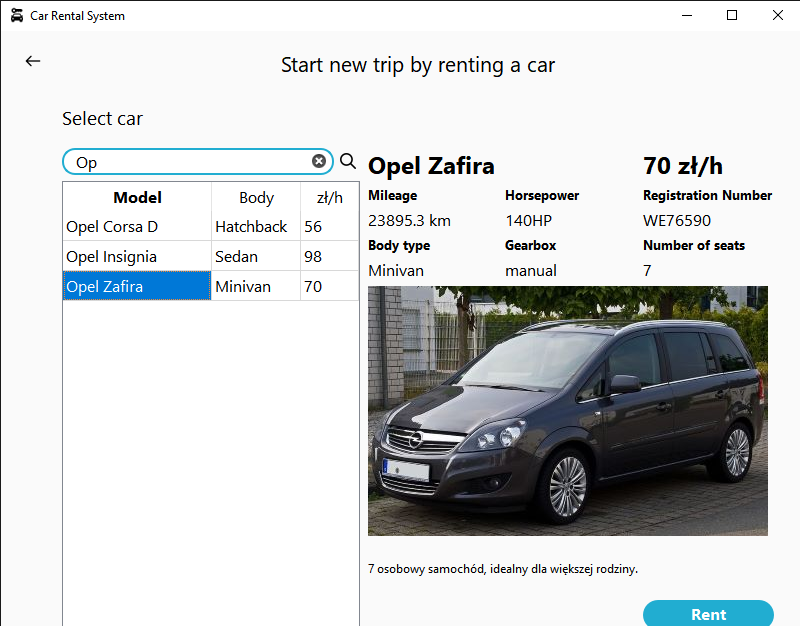 Car Rental System
Start new trip by renting a car
Select car
Op
Model Body zł/h
Opel Corsa D Hatchback 56
Opel Insignia Sedan 98
Opel Zafira Minivan 70
Opel Zafira 70 zł/h
Mileage Horsepower Registration Number
23895.3 km 140HP WE76590
Body type Gearbox Number of seats
Minivan manual 7
7 osobowy samochód, idealny dla większej rodziny.
Rent